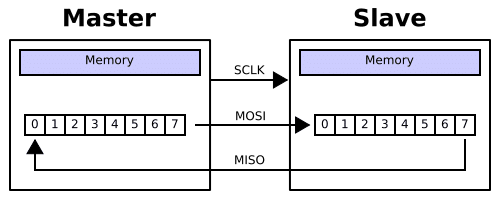 Master Slave
Memory Memory
SCLK
MOSI
0 1 2 3 4 5 6 7 0 1 2 3 4 5 6 7
MISO